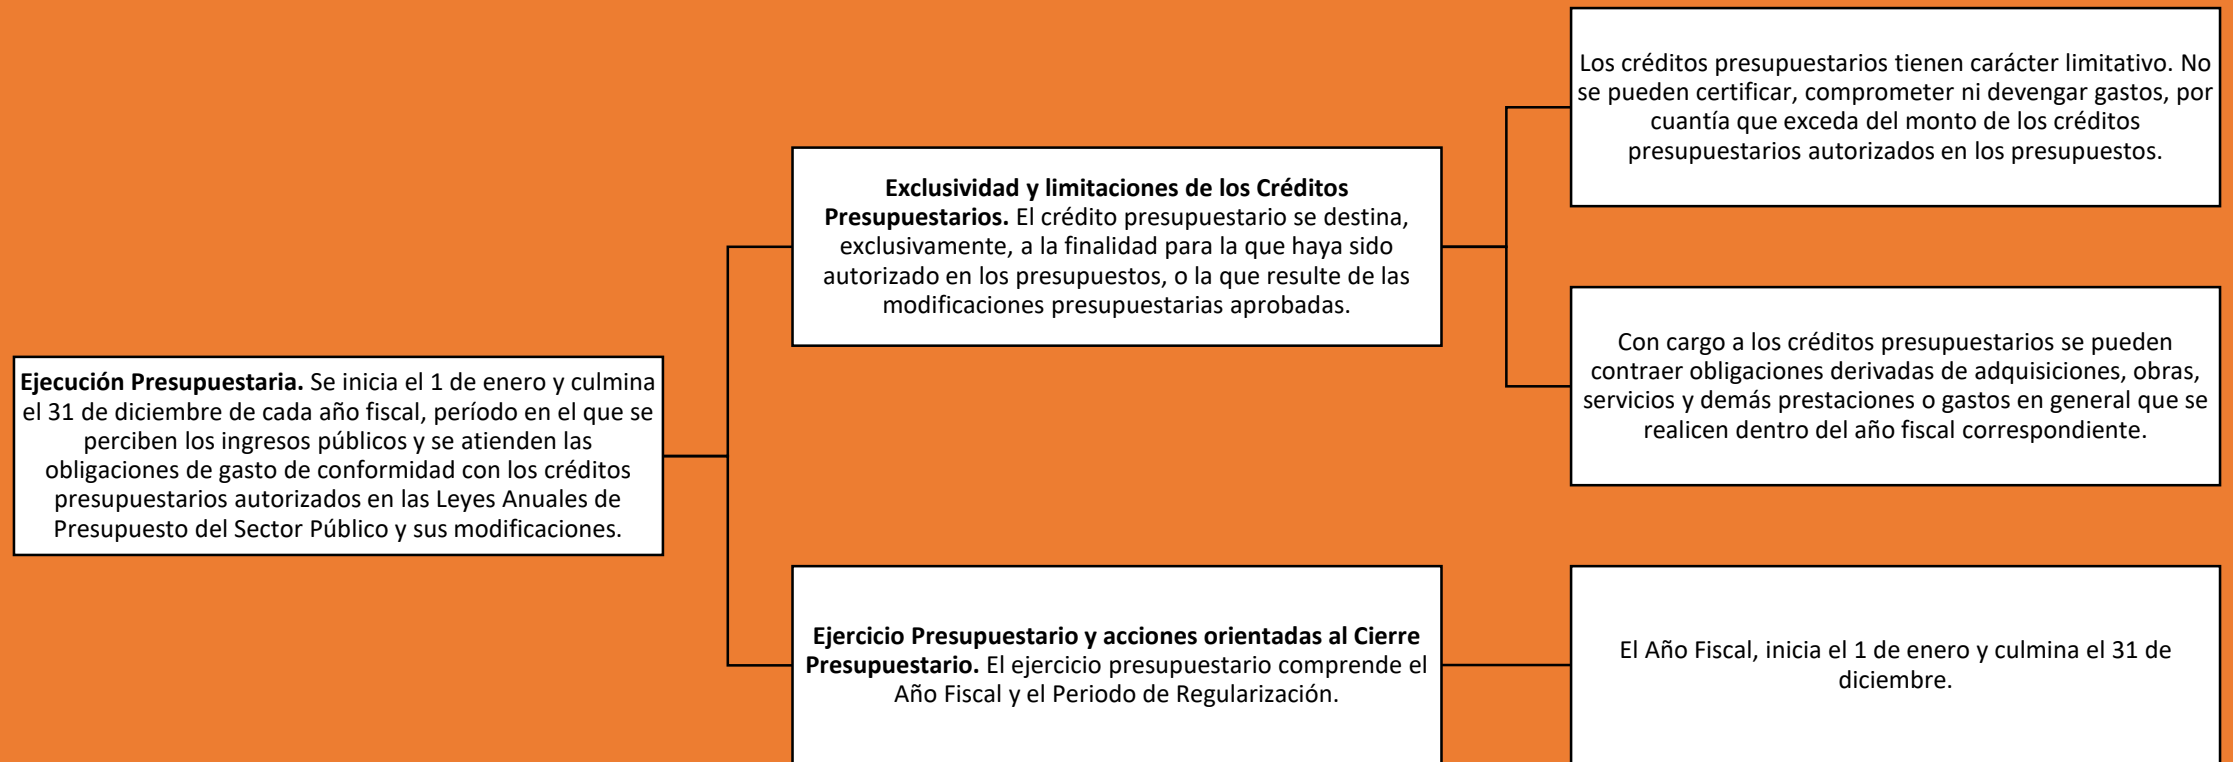 Ejecución Presupuestaria. Se inicia el 1 de enero y culmina
el 31 de diciembre de cada año fiscal, período en el que se
perciben los ingresos públicos y se atienden las
obligaciones de gasto de conformidad con los créditos
presupuestarios autorizados en las Leyes Anuales de
Presupuesto del Sector Público y sus modificaciones.
Exclusividad y limitaciones de los Créditos
Presupuestarios. El crédito presupuestario se destina,
exclusivamente, a la finalidad para la que haya sido
autorizado en los presupuestos, o la que resulte de las
modificaciones presupuestarias aprobadas.
Los créditos presupuestarios tienen carácter limitativo. No
se pueden certificar, comprometer ni devengar gastos, por
cuantía que exceda del monto de los créditos
presupuestarios autorizados en los presupuestos.
Con cargo a los créditos presupuestarios se pueden
contraer obligaciones derivadas de adquisiciones, obras,
servicios y demás prestaciones o gastos en general que se
realicen dentro del año fiscal correspondiente.
Ejercicio Presupuestario y acciones orientadas al Cierre
Presupuestario. El ejercicio presupuestario comprende el
Año Fiscal y el Periodo de Regularización.
El Año Fiscal, inicia el 1 de enero y culmina el 31 de
diciembre.